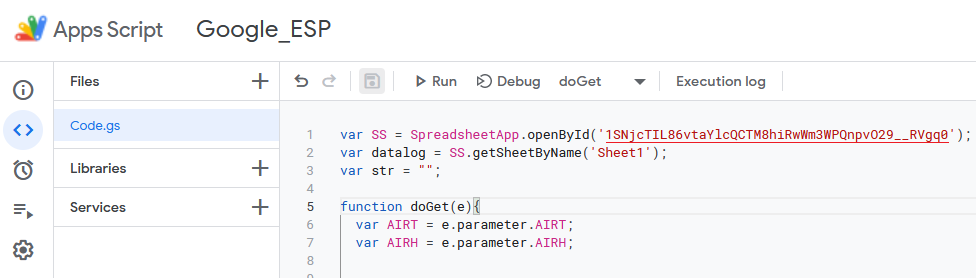 Apps Script Google_ESP
Files
Run Debug doGet Execution log
Code.gs
Libraries
Services
1 var SS = SpreadsheetApp.openById('1SNjcTIL86vtaYlcQCTM8hiRwWm3WPQnpvO29__RVgq0');
2 var datalog = SS.getSheetByName('Sheet1');
3 var str = "";
4
5 function doGet(e){
6 var AIRT = e.parameter.AIRT;
7 var AIRH = e.parameter.AIRH;
8